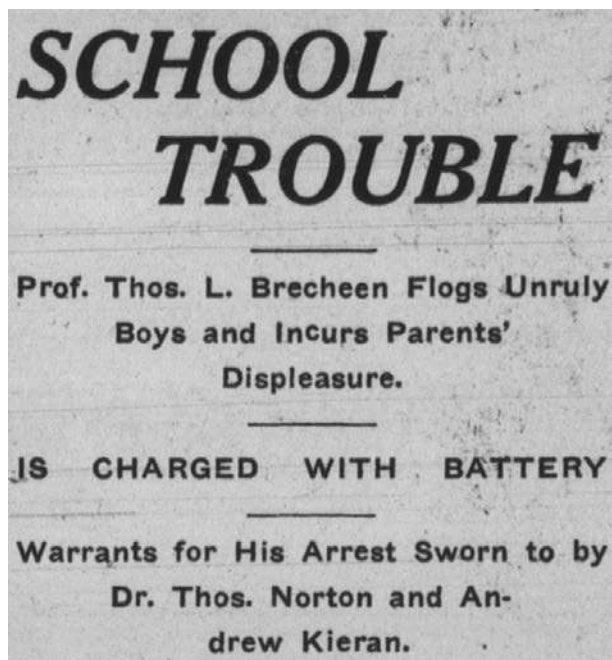 SCHOOL
TROUBLE
Prof. Thos. L. Brecheen Flogs Unruly
Boys and Incurs Parents'
Displeasure.
IS CHARGED WITH BATTERY
Warrants for His Arrest Sworn to by
Dr. Thos. Norton and An-
drew Kieran.